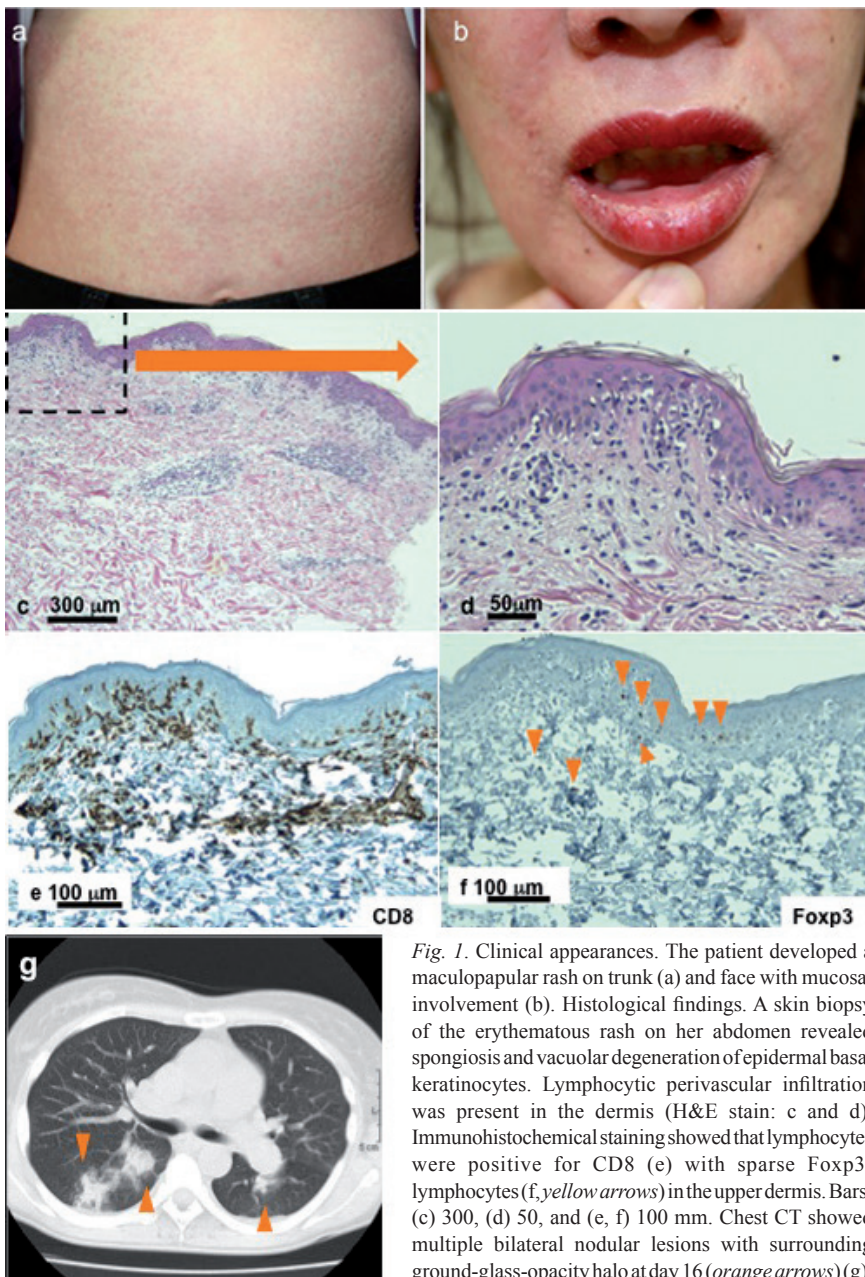 a
b
c 300 μm
d 50μm
e 100 μm
CD8
f 100 μm
Foxp3
g
Fig. 1. Clinical appearances. The patient developed a
maculopapular rash on trunk (a) and face with mucosa
involvement (b). Histological findings. A skin biopsy
of the erythematous rash on her abdomen revealed
spongiosis and vacuolar degeneration of epidermal basa
keratinocytes. Lymphocytic perivascular infiltration
was present in the dermis (H&E stain: c and d)
Immunohistochemical staining showed that lymphocyte
were positive for CD8 (e) with sparse Foxp3
lymphocytes (f, yellow arrows) in the upper dermis. Bars
(c) 300, (d) 50, and (e, f) 100 mm. Chest CT showed
multiple bilateral nodular lesions with surrounding
ground-glass-opacity halo at day 16 (orange arrows) (g)